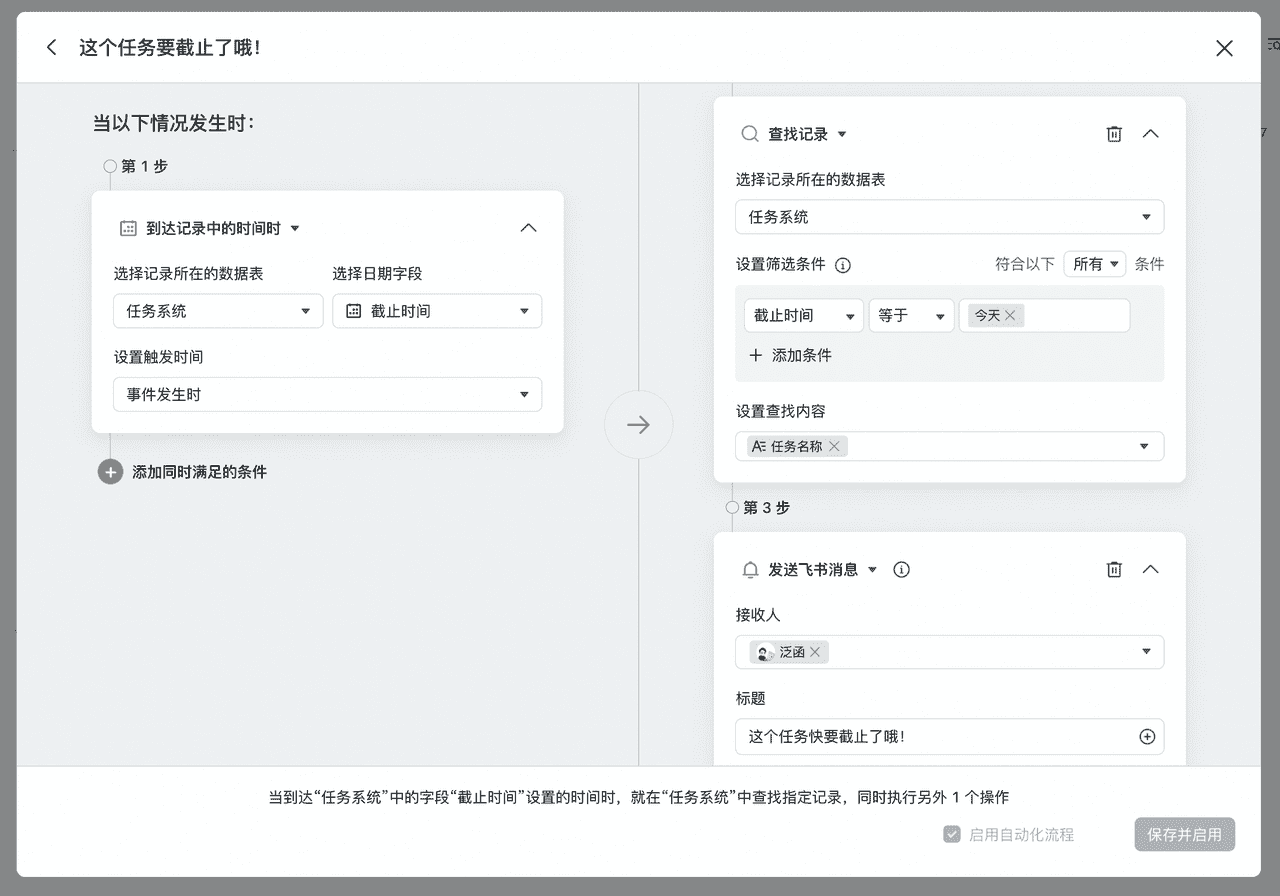 这个任务要截止了哦！
当以下情况发生时：
第 1 步
到达记录中的时间时
选择记录所在的数据表 选择日期字段
任务系统 截止时间
设置触发时间
事件发生时
添加同时满足的条件
查找记录
选择记录所在的数据表
任务系统
设置筛选条件 符合以下 所有 条件
截止时间 等于 今天
添加条件
设置查找内容
任务名称
第 3 步
发送飞书消息
接收人
泛函
标题
这个任务快要截止了哦！
当到达“任务系统”中的字段“截止时间”设置的时间时，就在“任务系统”中查找指定记录，同时执行另外 1 个操作
启用自动化流程 保存并启用